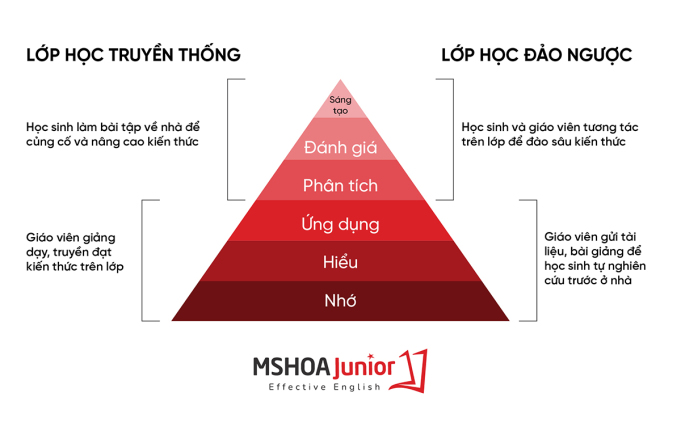 LỚP HỌC TRUYỀN THỐNG
LỚP HỌC ĐẢO NGƯỢC
Học sinh làm bài tập về nhà để
củng cố và nâng cao kiến thức
Giáo viên giảng
dạy, truyền đạt
kiến thức trên lớp
Sáng
tạo
Đánh giá
Phân tích
Ứng dụng
Hiểu
Nhớ
Học sinh và giáo viên tương tác
trên lớp để đào sâu kiến thức
Giáo viên gửi tài
liệu, bài giảng để
học sinh tự nghiên
cứu trước ở nhà
MSHOA Junior
Effective English